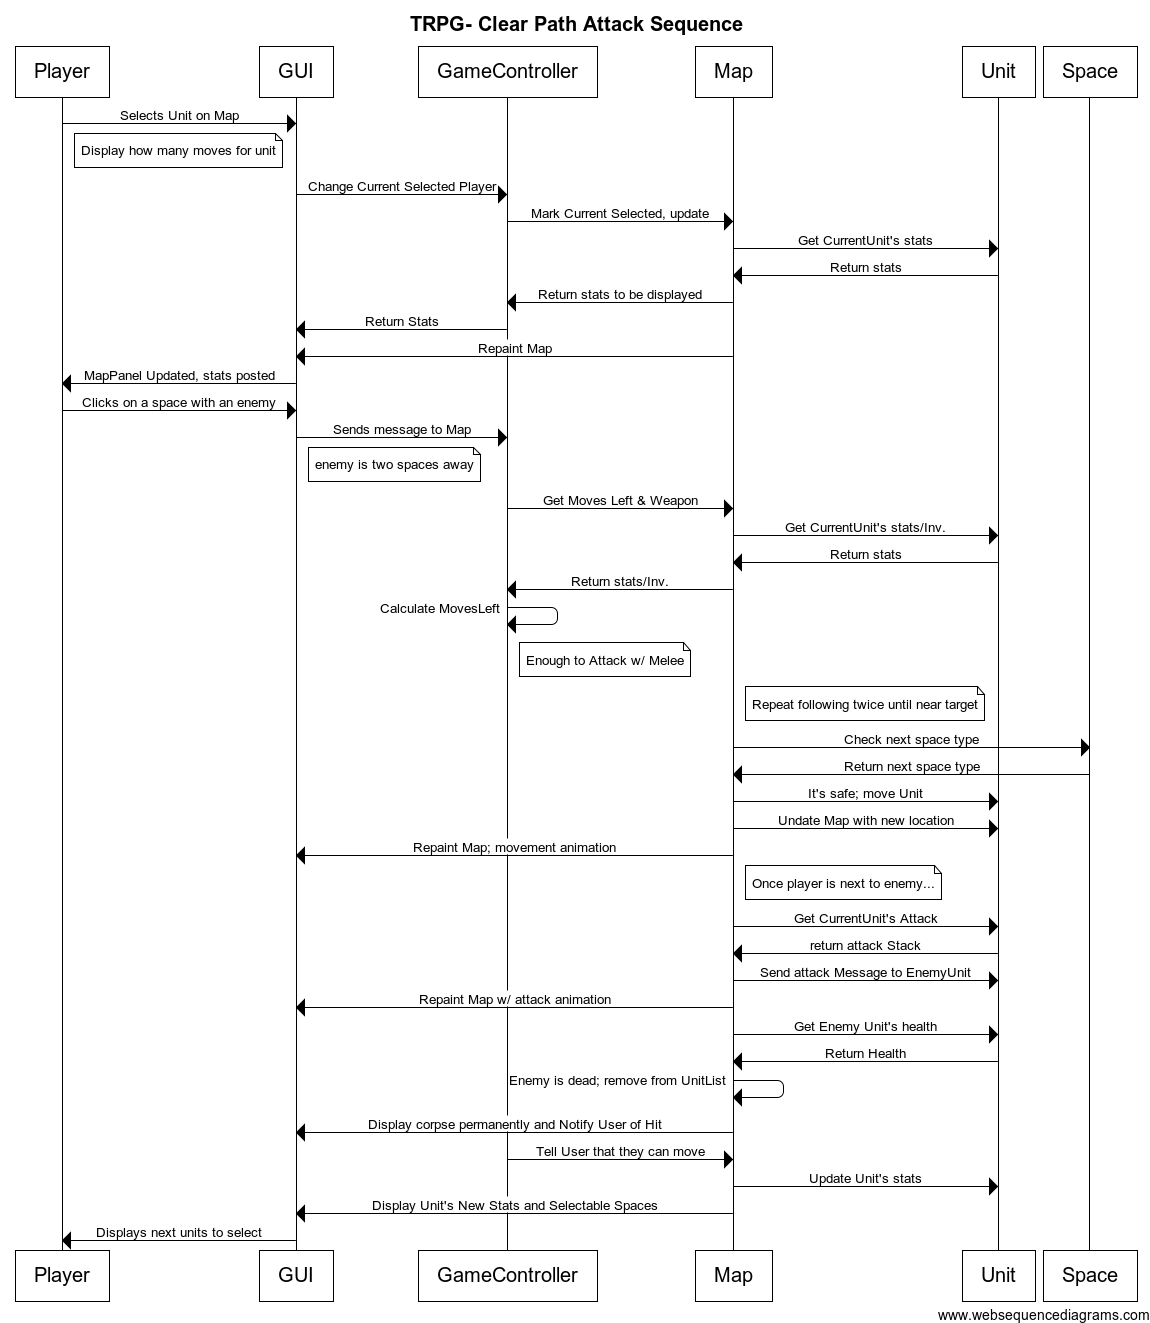 TRPG- Clear Path Attack Sequence
Player
GUI
GameController
Map
Unit
Space
Selects Unit on Map
Display how many moves for unit
Change Current Selected Player
Mark Current Selected, update
Get CurrentUnit's stats
Return stats
Return stats to be displayed
Return Stats
Repaint Map
MapPanel Updated, stats posted
Clicks on a space with an enemy
Sends message to Map
enemy is two spaces away
Get Moves Left & Weapon
Get CurrentUnit's stats/Inv.
Return stats
Return stats/Inv.
Calculate MovesLeft
Enough to Attack w/ Melee
Repeat following twice until near target
Check next space type
Return next space type
It's safe; move Unit
Undate Map with new location
Repaint Map; movement animation
Once player is next to enemy...
Get CurrentUnit's Attack
return attack Stack
Send attack Message to EnemyUnit
Repaint Map w/ attack animation
Get Enemy Unit's health
Return Health
Enemy is dead; remove from UnitList
Display corpse permanently and Notify User of Hit
Tell User that they can move
Update Unit's stats
Display Unit's New Stats and Selectable Spaces
Displays next units to select
Player
GUI
GameController
Map
Unit
Space
www.websequencediagrams.com